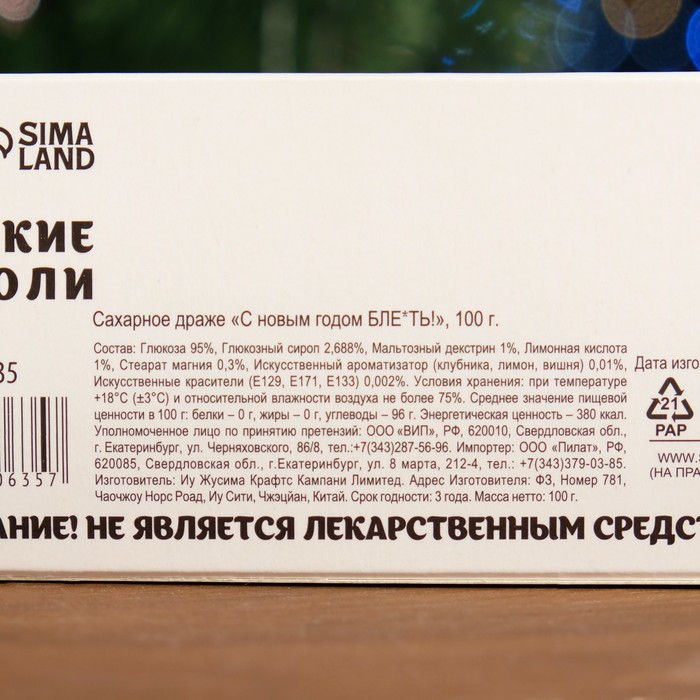 SIMA
LAND
КИЕ
ОЛИ
Сахарное драже «С новым годом БЛЕ*ТЬ!», 100 г.
Состав: Глюкоза 95%, Глюкозный сироп 2,688%, Мальтозный декстрин 1%, Лимонная кислота
1%, Стеарат магния 0,3%, Искусственный ароматизатор (клубника, лимон, вишня) 0,01%,
Искусственные красители (Е129, Е171, Е133) 0,002%. Условия хранения: при температуре
+18°С (±3°С) и относительной влажности воздуха не более 75%. Среднее значение пищевой
ценности в 100 г: белки – 0 г, жиры – 0 г, углеводы – 96 г. Энергетическая ценность – 380 ккал.
Уполномоченное лицо по принятию претензий: ООО «ВИП», РФ, 620010, Свердловская обл.,
г. Екатеринбург, ул. Черняховского, 86/8, тел.:+7(343)287-56-96. Импортер: ООО «Пилат», РФ,
620085, Свердловская обл., г.Екатеринбург, ул. 8 марта, 212-4, тел.: +7(343)379-03-85.
Изготовитель: Иу Жусима Крафтс Кампани Лимитед. Адрес Изготовителя: ФЗ, Номер 781,
Чаочжоу Норс Роад, Иу Сити, Чжэцйан, Китай. Срок годности: 3 года. Масса нетто: 100 г.
35
06357
Дата изго
21
PAP
WWW.S
(НА ПРА
АНИЕ! НЕ ЯВЛЯЕТСЯ ЛЕКАРСТВЕННЫМ СРЕДСТ